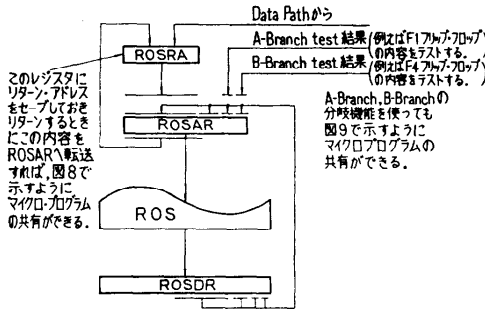 Data Pathから
A-Branch test 結果(例えばF1フリップ・フロップの内容をテストする。)
B-Branch test 結果(例えばF4フリップ・フロップの内容をテストする。)
ROSRA
このレジスタに
リターン・アドレス
をセーブしておき
リターンするとき
にこの内容を
ROSARへ転送
すれば,図8で
示すように
マイクロ・プログラム
の共有ができる.
A-Branch,B-Branchの
分岐機能を使っても
図9で示すように
マイクロプログラムの
共有ができる.
ROSAR
ROS
ROSDR